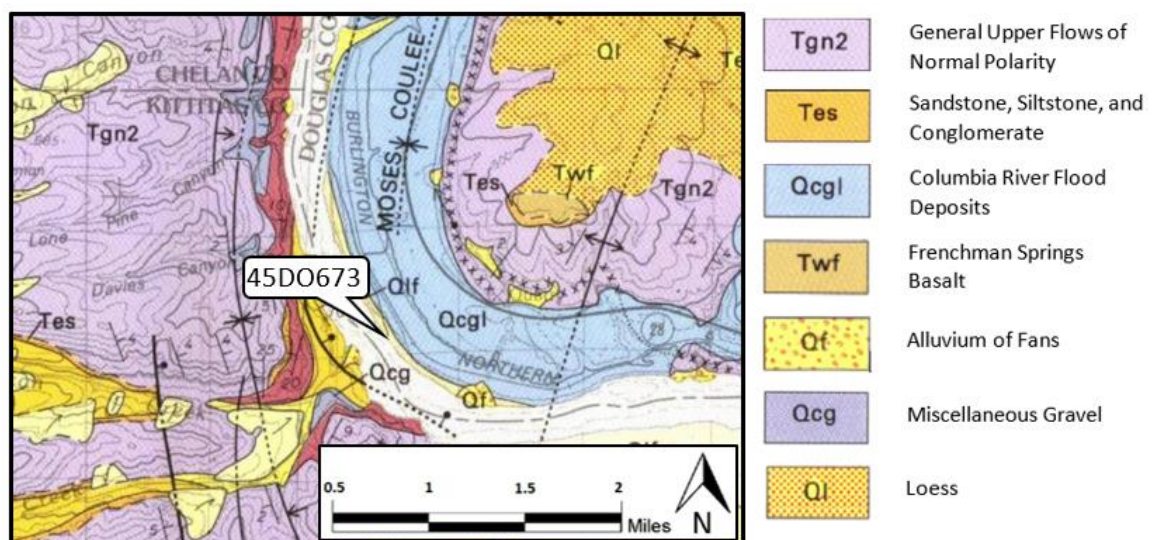 Canyon
CHELAN CO
KITTITAS CO
DOUGLAS CO
Tgn2
BURLINGTON
MOSES COULEE
Ql
Tes
Twf
Tgn2
Canyon
Pine
Lone
Canyon
Davies
45DO673
Qlf
Qcgl
28
NORTHERN
Tes
25
20
Qcg
Qf
Creek
0.5 1 1.5 2
Miles
N
Tgn2
General Upper Flows of
Normal Polarity
Tes
Sandstone, Siltstone, and
Conglomerate
Qcgl
Columbia River Flood
Deposits
Twf
Frenchman Springs
Basalt
Qf
Alluvium of Fans
Qcg
Miscellaneous Gravel
Ql
Loess